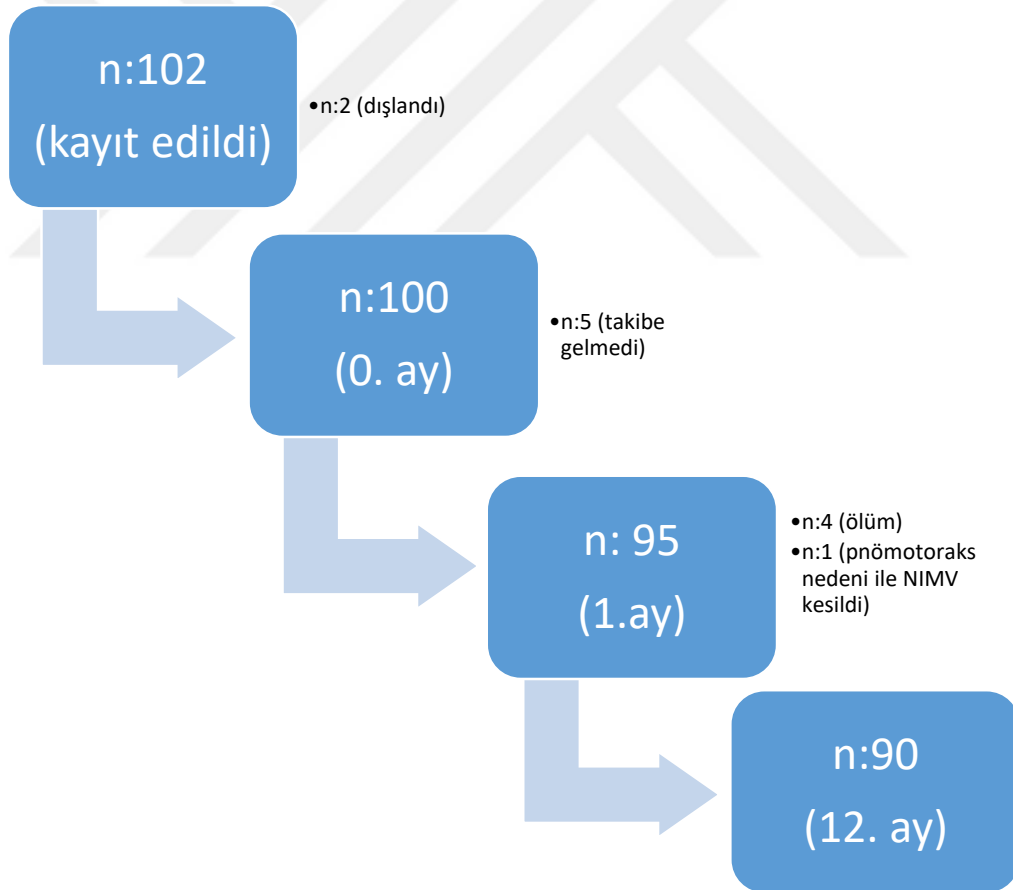 n:102
(kayıt edildi)
•n:2 (dışlandı)
n:100
(0. ay)
•n:5 (takibe
gelmedi)
n: 95
(1.ay)
•n:4 (ölüm)
•n:1 (pnömotoraks
nedeni ile NIMV
kesildi)
n:90
(12. ay)